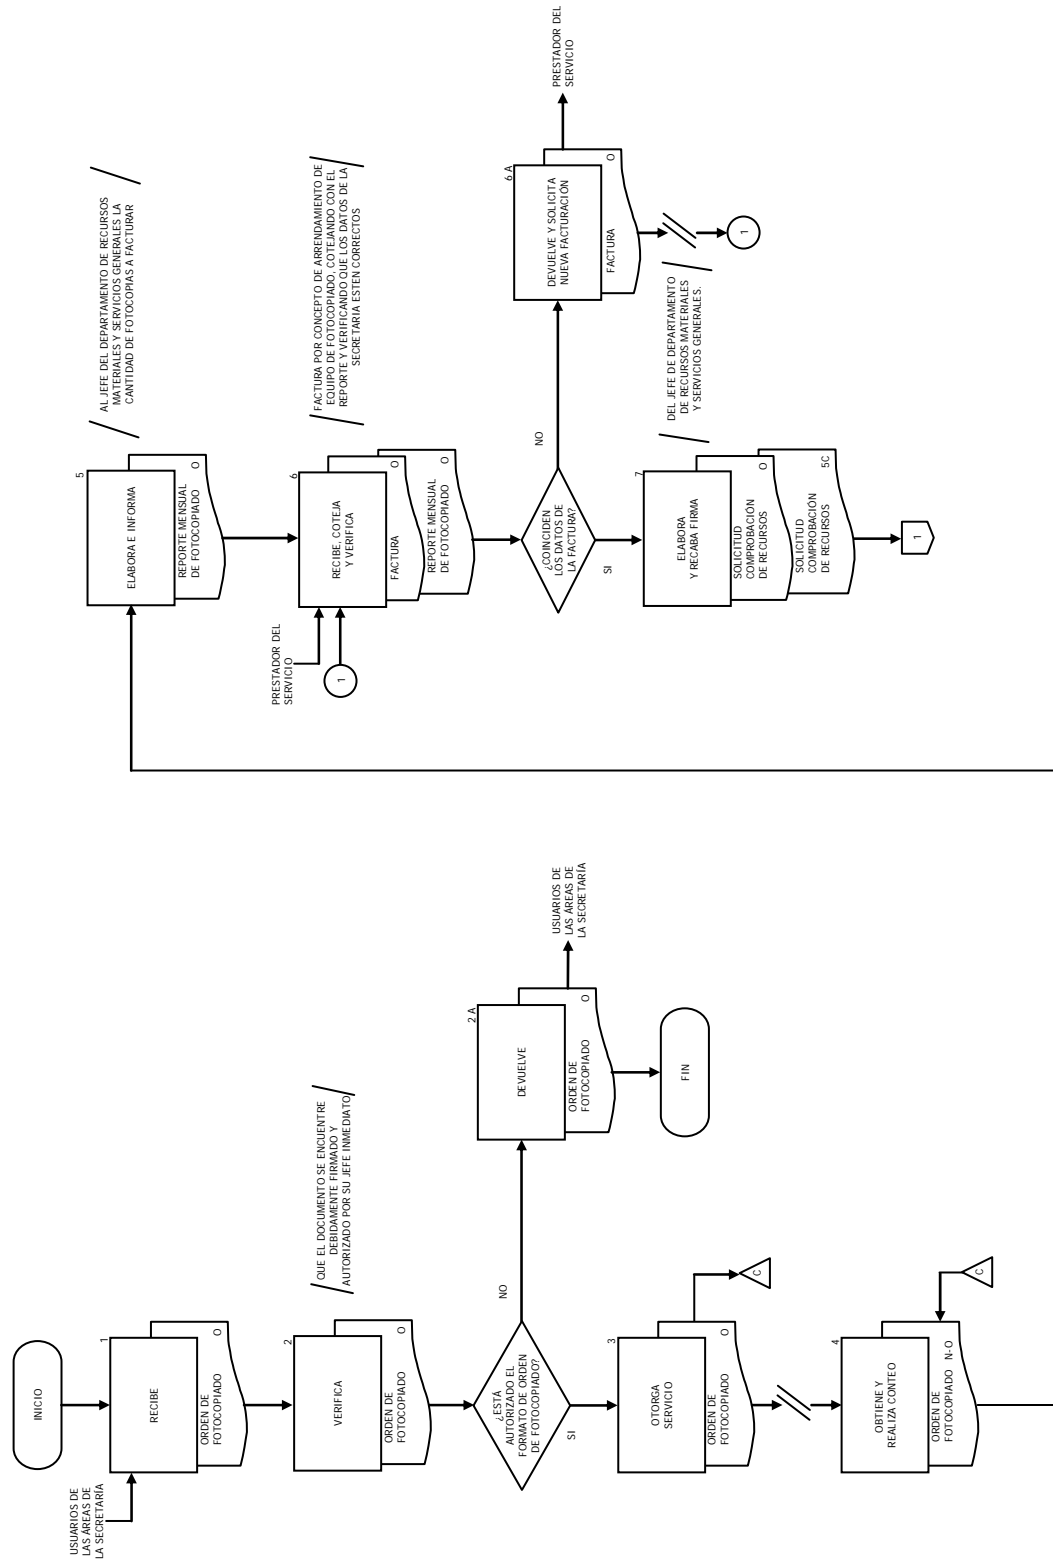 INICIO
USUARIOS DE
LAS ÁREAS DE
LA SECRETARÍA
1
RECIBE
ORDEN DE
FOTOCOPIADO
O
2
VERIFICA
ORDEN DE
FOTOCOPIADO
O
QUE EL DOCUMENTO SE ENCUENTRE
DEBIDAMENTE FIRMADO Y
AUTORIZADO POR SU JEFE INMEDIATO
¿ESTÁ
AUTORIZADO EL
FORMATO DE ORDEN
DE FOTOCOPIADO?
NO
SI
2 A
DEVUELVE
ORDEN DE
FOTOCOPIADO
O
USUARIOS DE
LAS ÁREAS DE
LA SECRETARÍA
FIN
3
OTORGA
SERVICIO
ORDEN DE
FOTOCOPIADO
O
C
4
OBTIENE Y
REALIZA CONTEO
ORDEN DE
FOTOCOPIADO
N-O
C
5
ELABORA E INFORMA
REPORTE MENSUAL
DE FOTOCOPIADO
O
AL JEFE DEL DEPARTAMENTO DE RECURSOS
MATERIALES Y SERVICIOS GENERALES LA
CANTIDAD DE FOTOCOPIAS A FACTURAR
PRESTADOR DEL
SERVICIO
1
6
RECIBE, COTEJA
Y VERIFICA
FACTURA
O
REPORTE MENSUAL
DE FOTOCOPIADO
O
FACTURA POR CONCEPTO DE ARRENDAMIENTO DE
EQUIPO DE FOTOCOPIADO, COTEJANDO CON EL
REPORTE Y VERIFICANDO QUE LOS DATOS DE LA
SECRETARIA ESTEN CORRECTOS
¿COINCIDEN
LOS DATOS DE
LA FACTURA?
NO
SI
6 A
DEVUELVE Y SOLICITA
NUEVA FACTURACIÓN
FACTURA
O
PRESTADOR DEL
SERVICIO
1
7
ELABORA
Y RECABA FIRMA
SOLICITUD
COMPROBACIÓN
DE RECURSOS
O
SOLICITUD
COMPROBACIÓN
DE RECURSOS
5C
DEL JEFE DE DEPARTAMENTO
DE RECURSOS MATERIALES
Y SERVICIOS GENERALES.
1